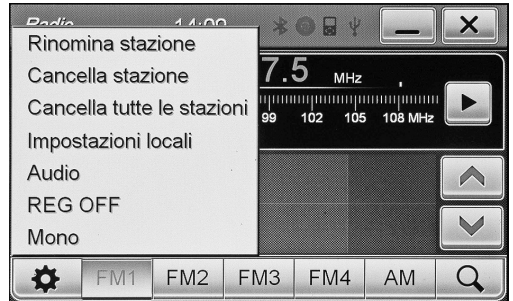 Radio 14:09
Rinomina stazione
Cancella stazione
Cancella tutte le stazioni
Impostazioni locali
Audio
REG OFF
Mono
7.5 MHz
99 102 105 108 MHz
FM1 FM2 FM3 FM4 AM